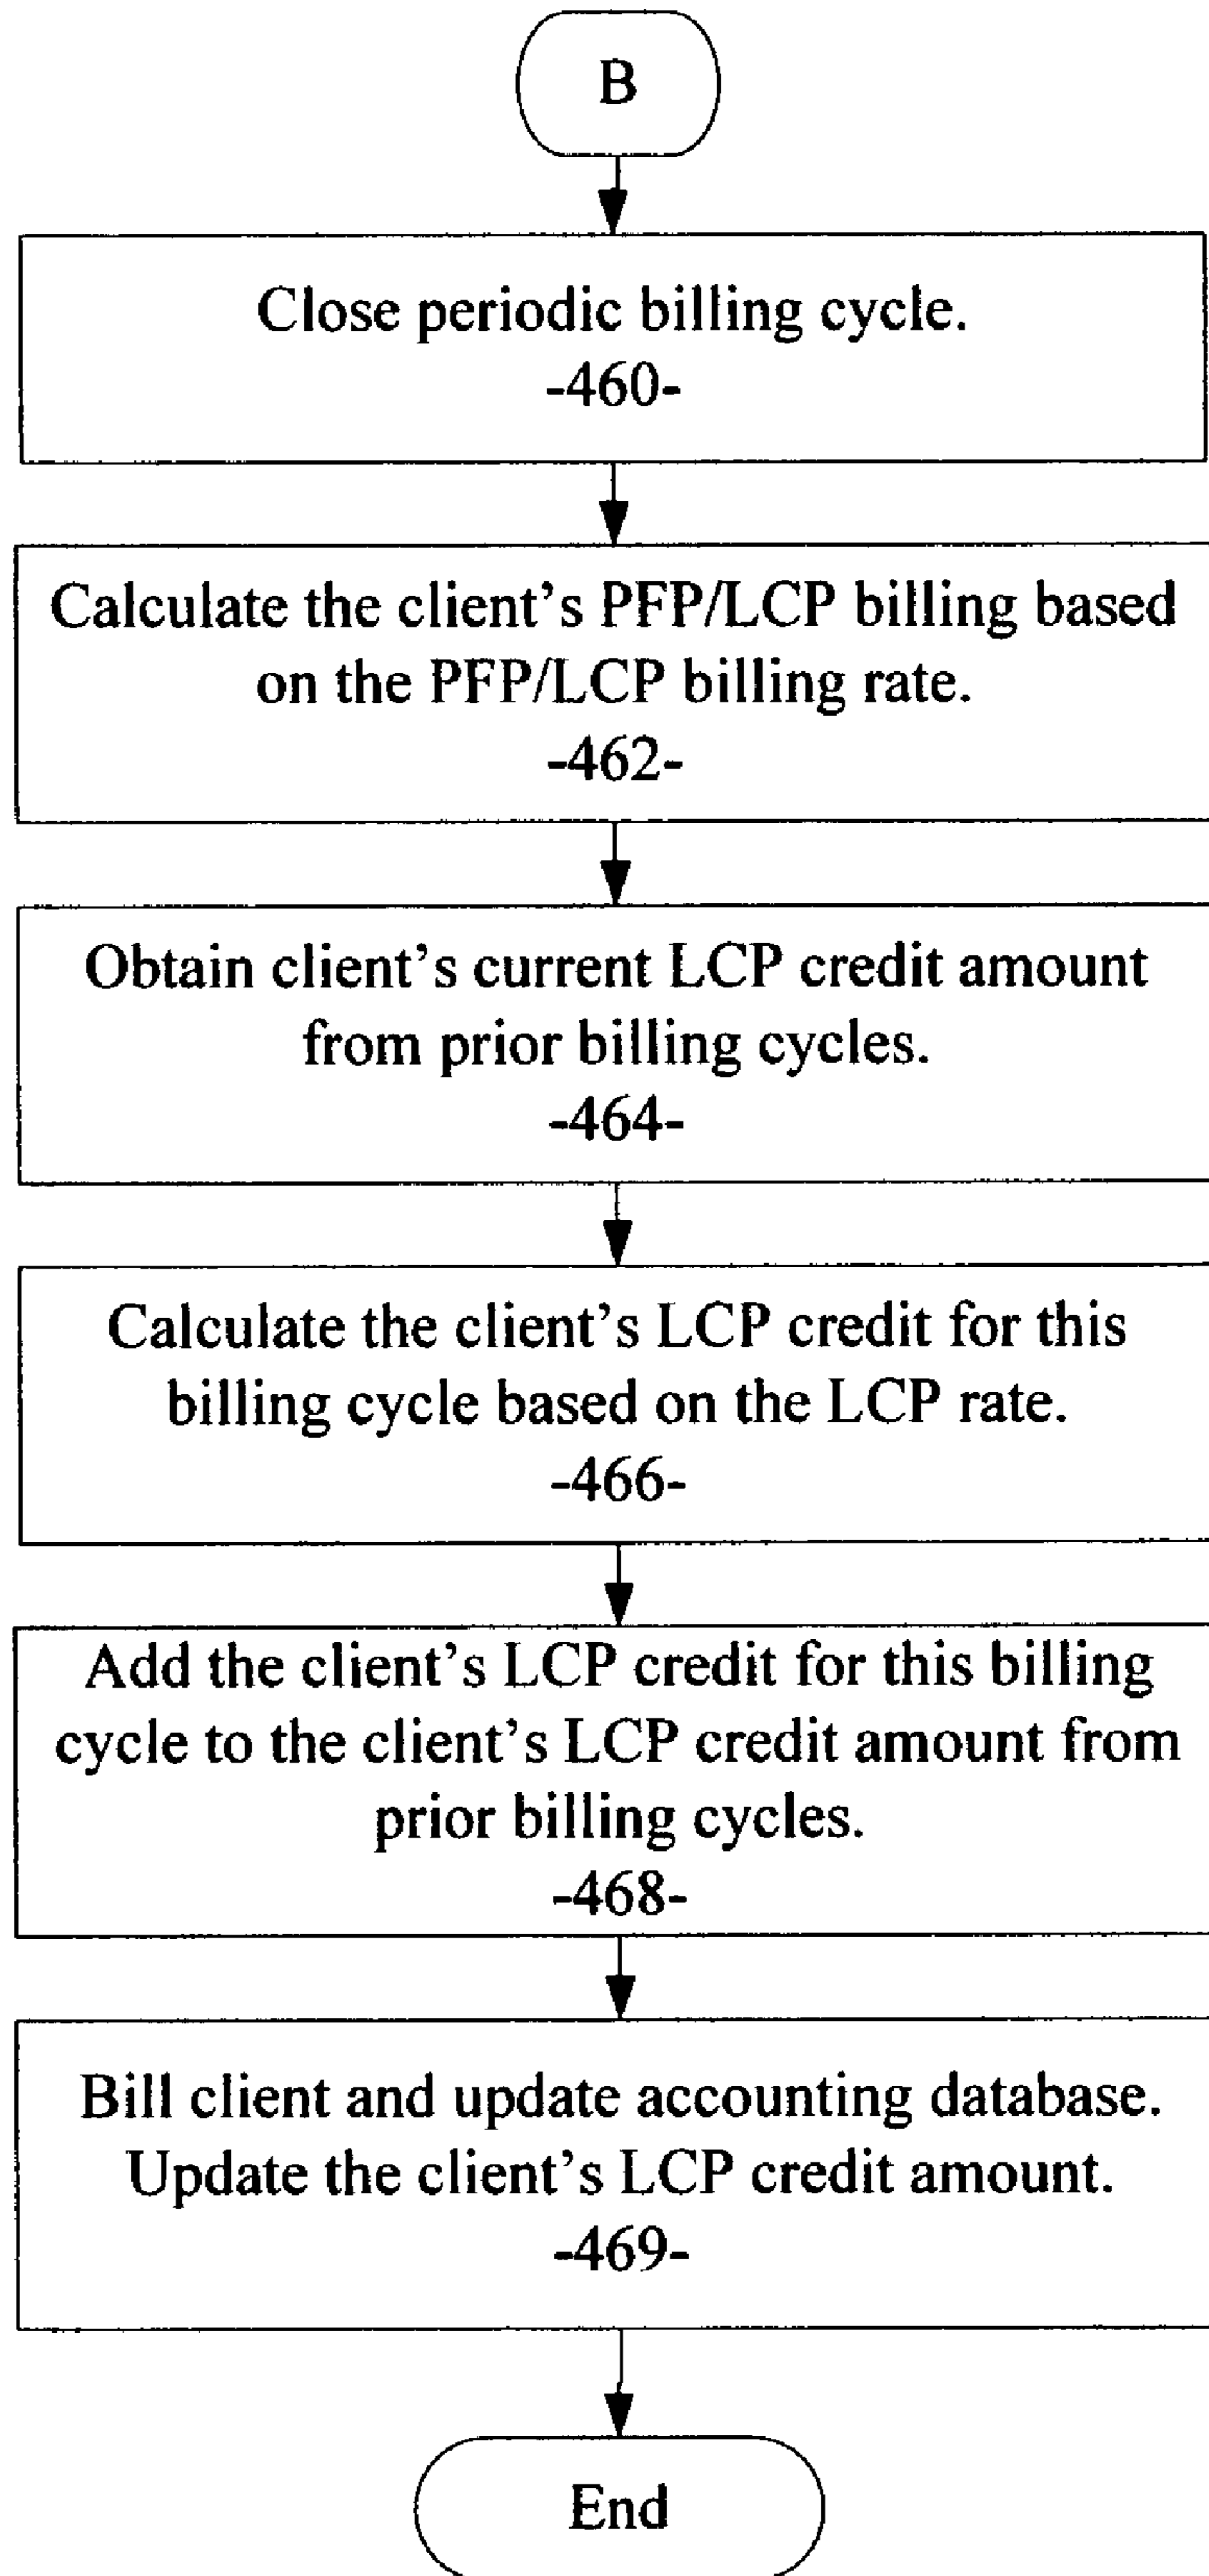 B
Close periodic billing cycle.
-460-
Calculate the client's PFP/LCP billing based
on the PFP/LCP billing rate.
-462-
Obtain client's current LCP credit amount
from prior billing cycles.
-464-
Calculate the client's LCP credit for this
billing cycle based on the LCP rate.
-466-
Add the client's LCP credit for this billing
cycle to the client's LCP credit amount from
prior billing cycles.
-468-
Bill client and update accounting database.
Update the client's LCP credit amount.
-469-
End